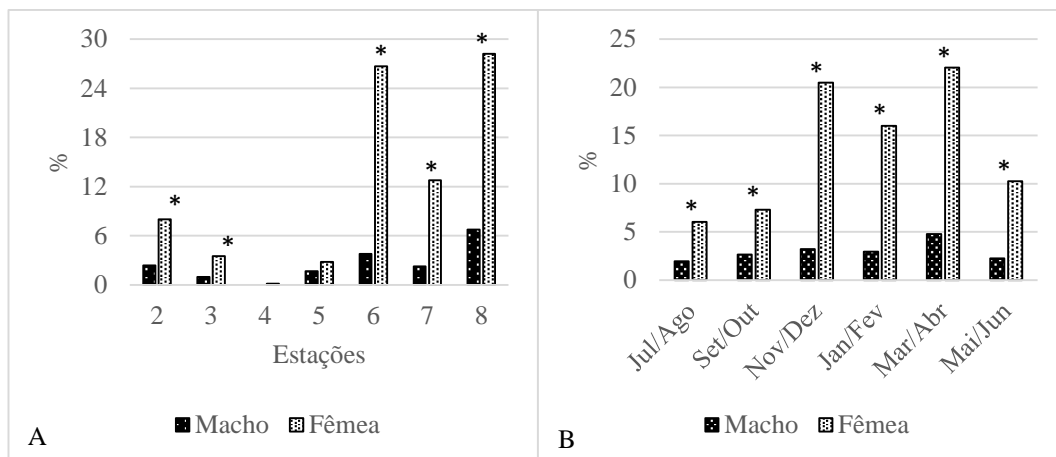 30
24
18
12
6
0
%
* * * * *
2 3 4 5 6 7 8
Estações
Macho Fêmea
A
25
20
15
10
5
0
%
* * * * * *
Jul/Ago Set/Out Nov/Dez Jan/Fev Mar/Abr Mai/Jun
Macho Fêmea
B